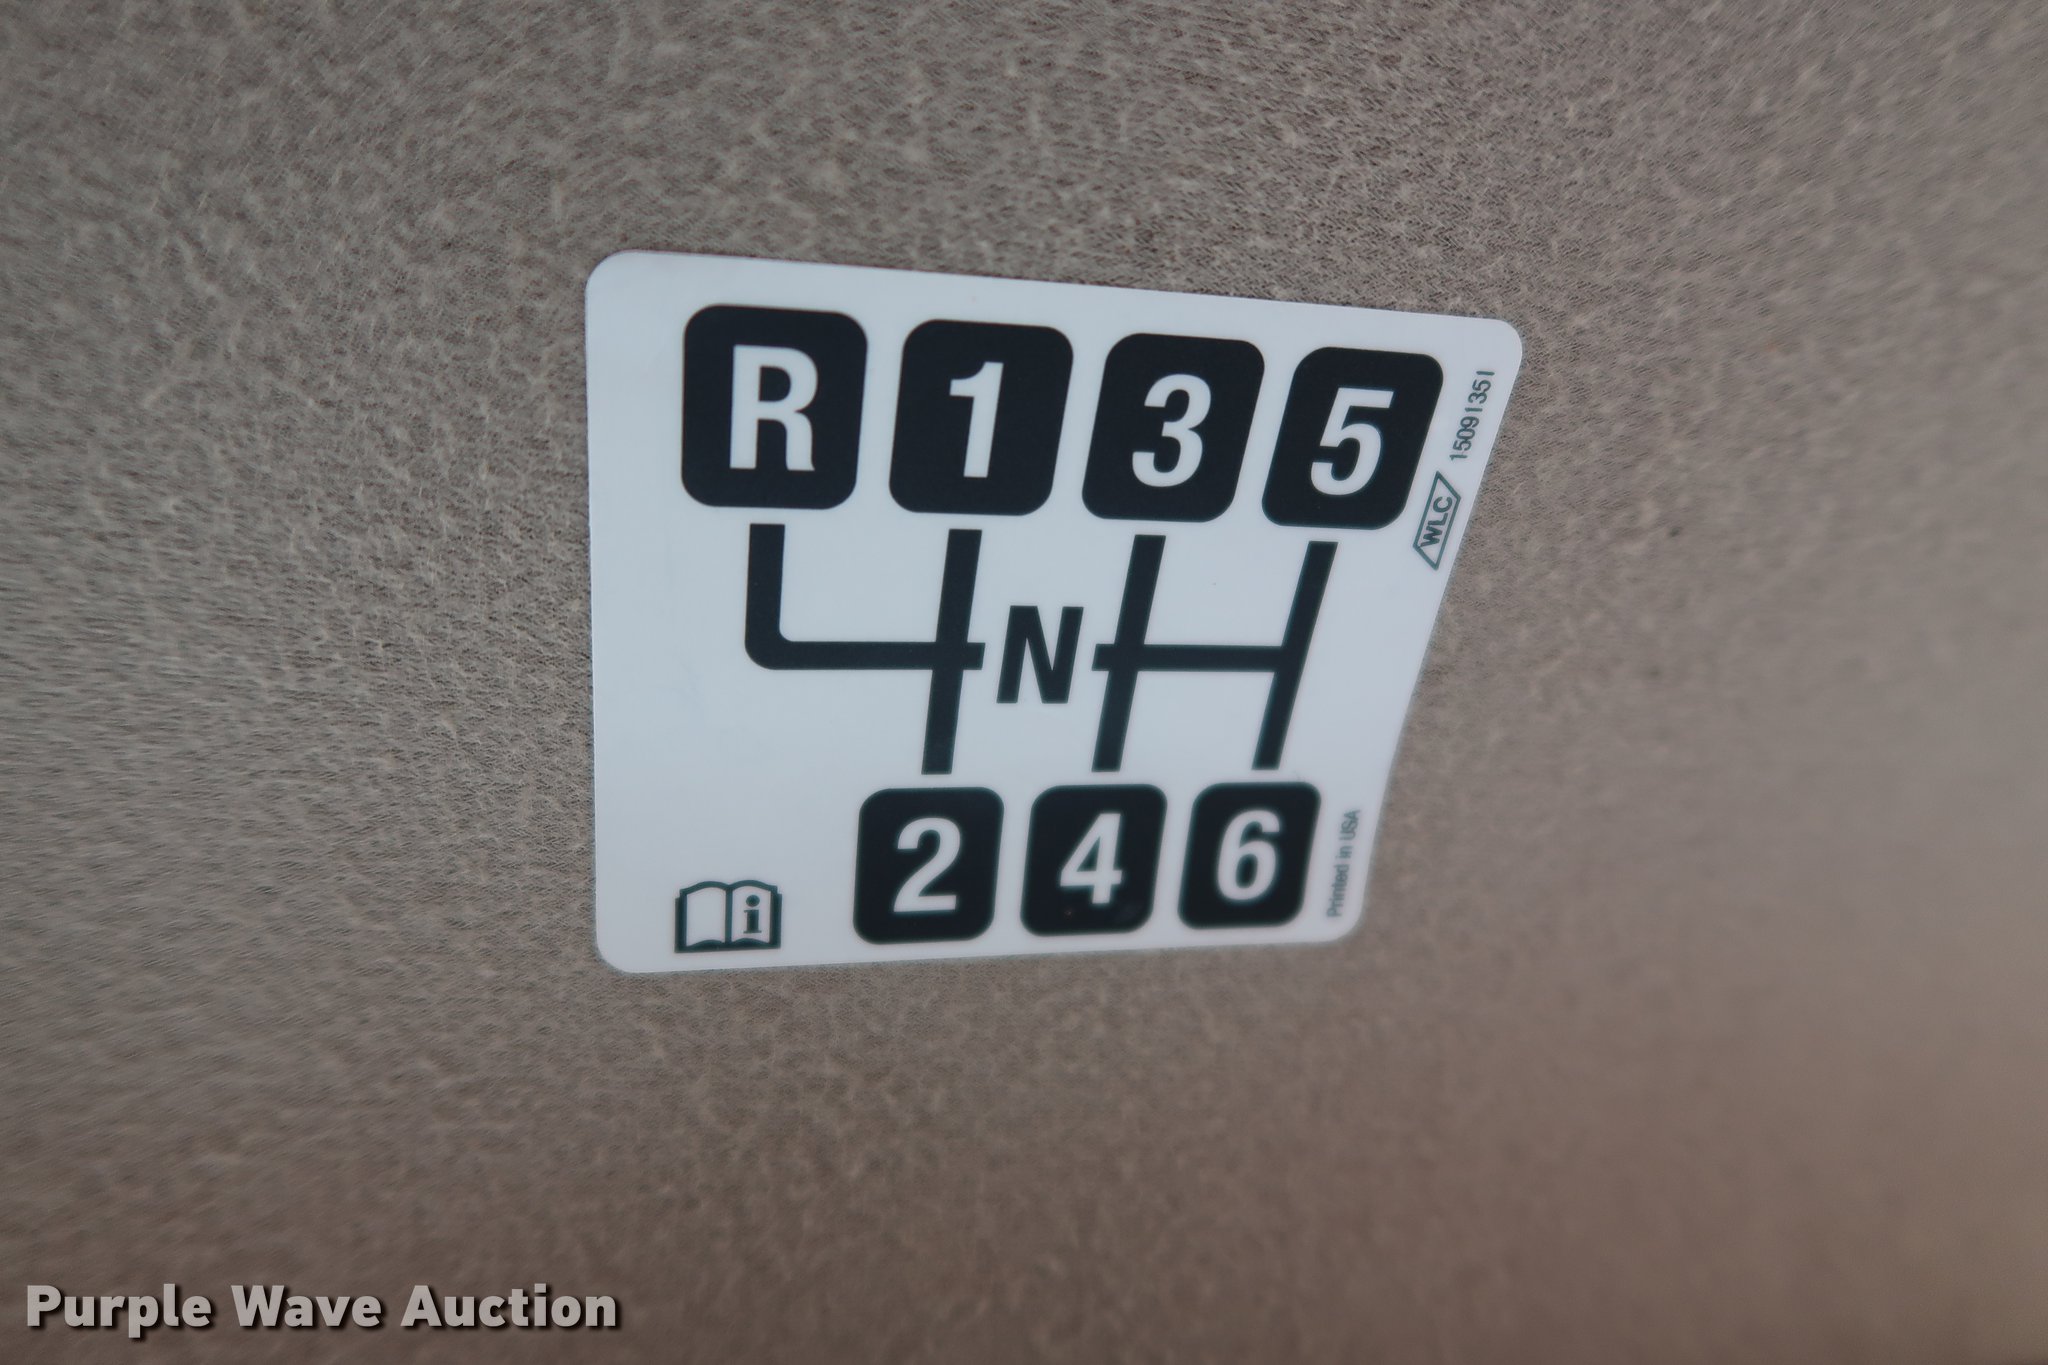 R 1 3 5
N
2 4 6
i
WLC 15091351
Printed in USA
Purple Wave Auction